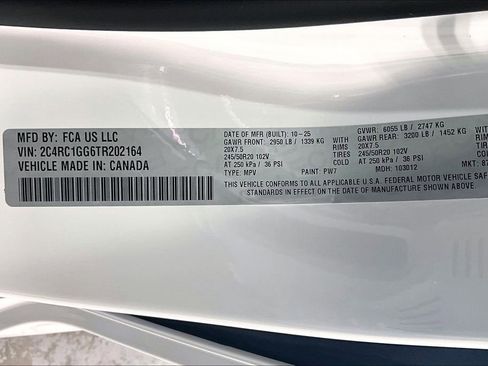 MFD BY: FCA US LLC
VIN: 2C4RC1GG6TR202164
VEHICLE MADE IN: CANADA
DATE OF MFR (BUILT): 10-25 GVWR: 6055 LB / 2747 KG
GAWR FRONT: 2950 LB / 1339 KG GAWR REAR: 3200 LB / 1452 KG
20X7.5 RIMS 20X7.5 RIMS
245/50R20 102V 245/50R20 102V
AT 250 kPa / 36 PSI COLD AT 250 kPa / 36 PSI COLD
TYPE: MPV PAINT: PW7 MDH: 103012 MKT:
THIS VEHICLE CONFORMS TO ALL APPLICABLE U.S.A. FEDERAL MOTOR VEHICLE
STANDARDS IN EFFECT ON THE DATE OF MANUFACTURE SHOWN ABOVE.